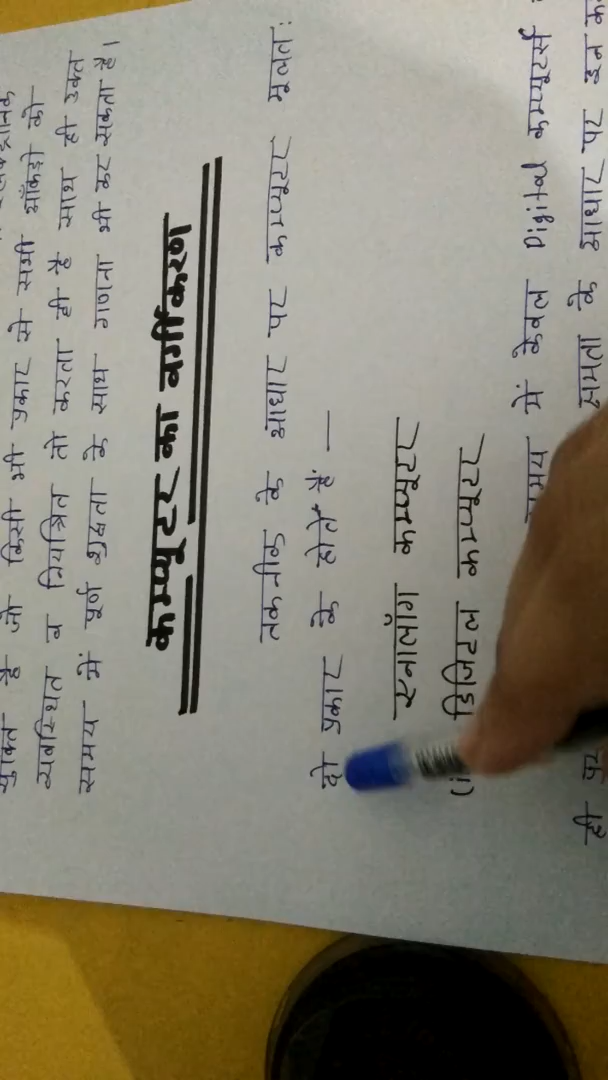 युक्त है जो किसी भी प्रकार से सभी आँकड़ो को
व्यवस्थित व नियंत्रित तो करता ही है साथ ही उक्त
समय में पूर्ण शुद्धता के साथ गणना भी कर सकता है।
कम्प्यूटर का वर्गीकरण
तकनीक के आधार पर कम्प्यूटर मूलतः
दो प्रकार के होते हैं —
एनालॉग कम्प्यूटर
डिजिटल कम्प्यूटर
में केवल Digital कम्प्यूटर्स
क्षमता के आधार पर इन
ही